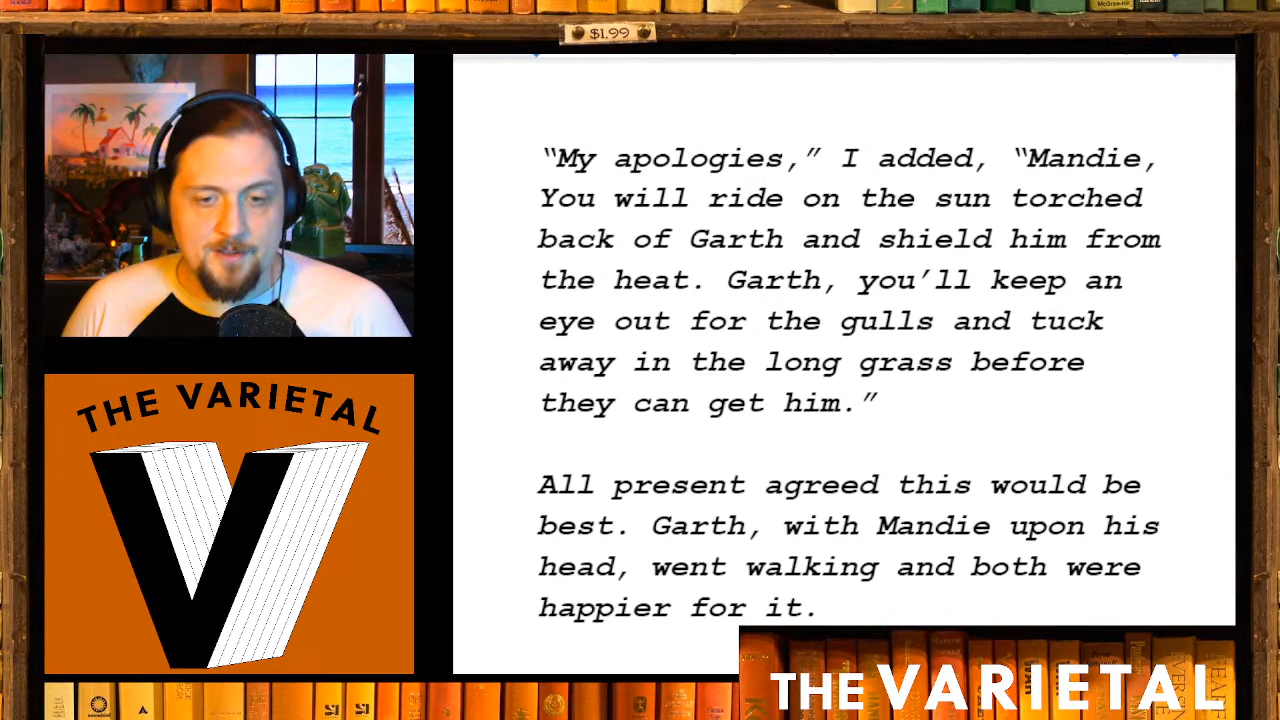 McGraw-Hill
$1.99
"My apologies," I added, "Mandie,
You will ride on the sun torched
back of Garth and shield him from
the heat. Garth, you'll keep an
eye out for the gulls and tuck
away in the long grass before
they can get him."
All present agreed this would be
best. Garth, with Mandie upon his
head, went walking and both were
happier for it.
THE VARIETAL
V
THE VARIETAL